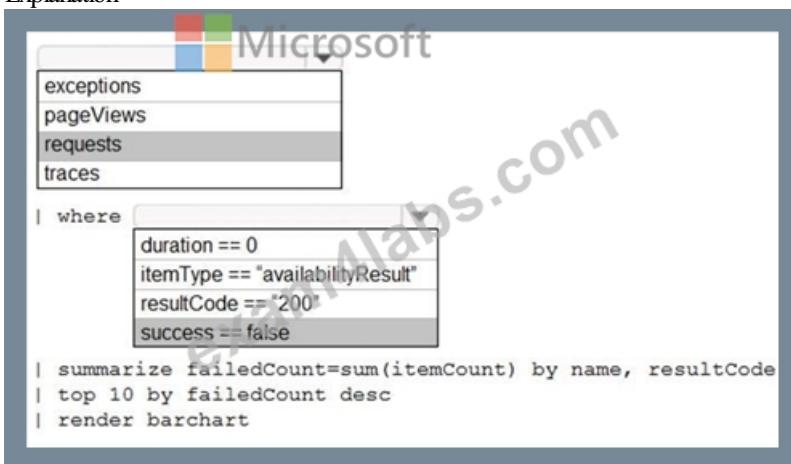 Explanation
Microsoft
exceptions
pageViews
requests
traces
| where
duration == 0
itemType == "availabilityResult"
resultCode == "200"
success == false
| summarize failedCount=sum(itemCount) by name, resultCode
| top 10 by failedCount desc
| render barchart
exam4labs.com